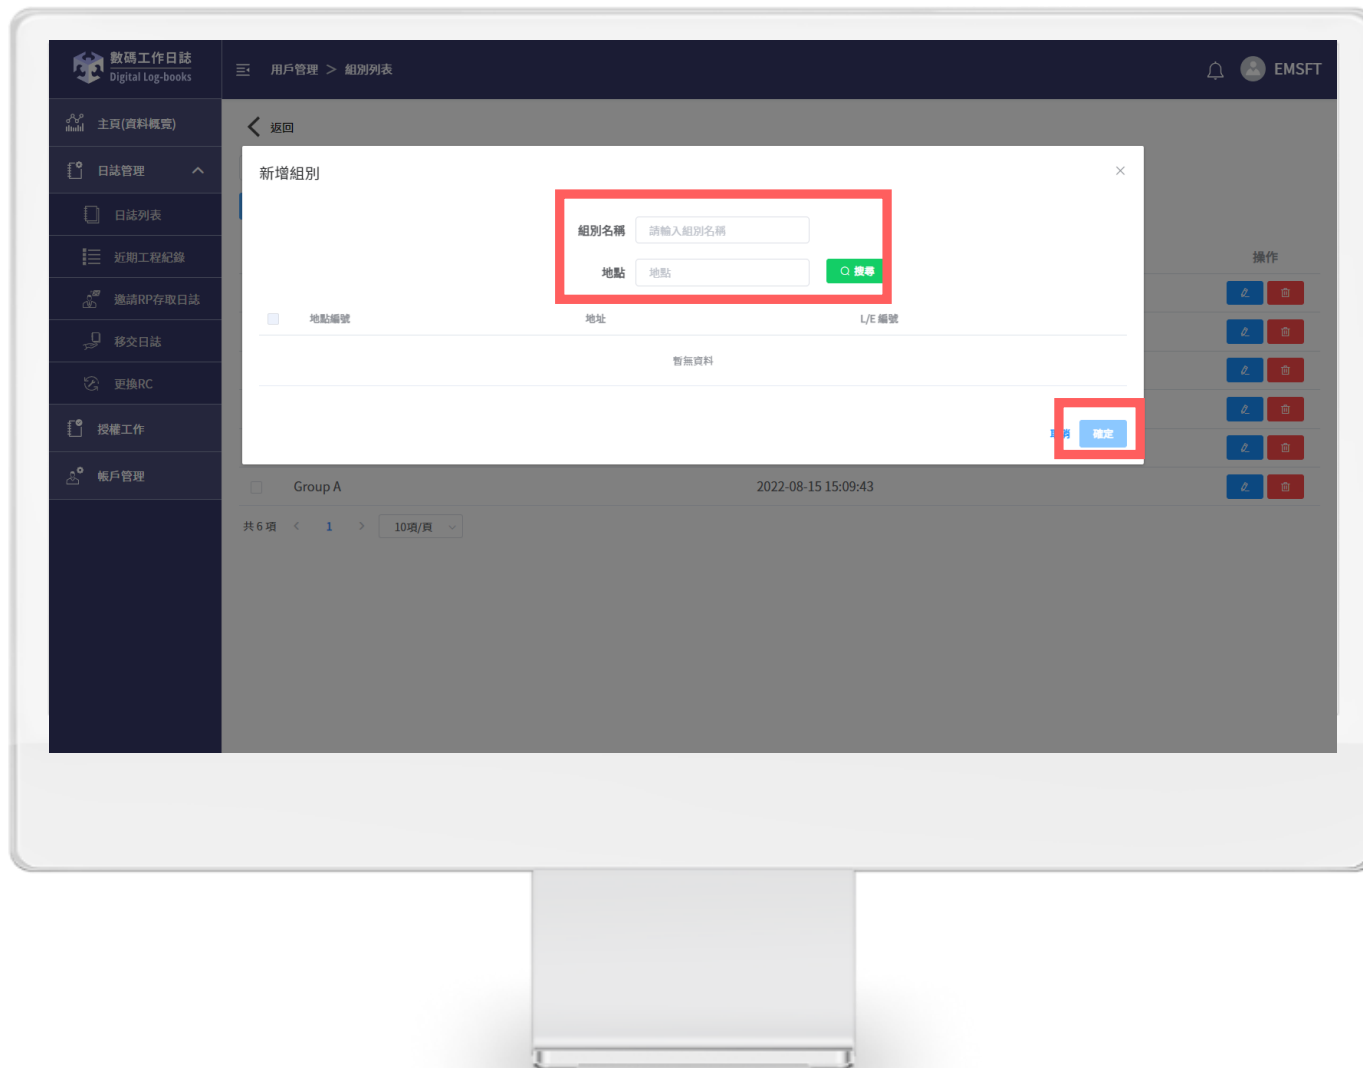 數碼工作日誌
Digital Log-books
用戶管理 > 組別列表
EMSFT
主頁(資料概覽)
日誌管理
日誌列表
近期工程紀錄
邀請RP存取日誌
移交日誌
更換RC
授權工作
帳戶管理
返回
新增組別
組別名稱 請輸入組別名稱
地點 地點 搜尋
地點編號 地址 L/E 編號
暫無資料
取消 確定
操作
Group A 2022-08-15 15:09:43
共 6 項 < 1 > 10項/頁